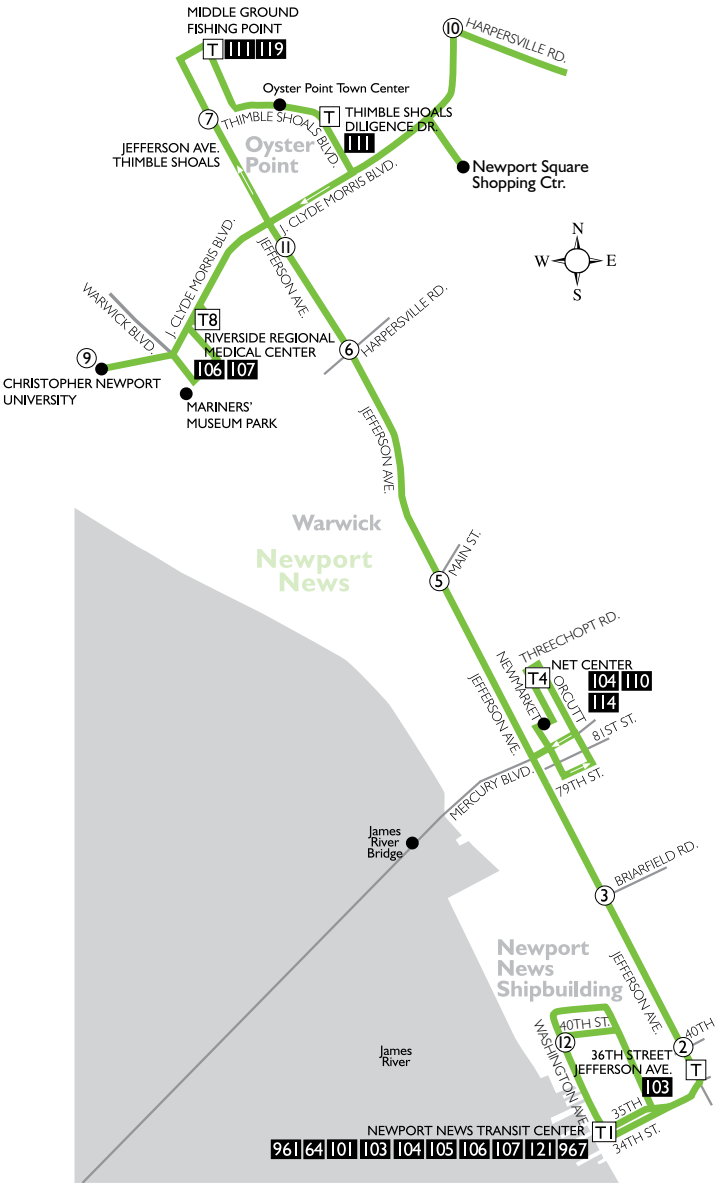 MIDDLE GROUND
FISHING POINT
T 111 119
10
HARPERSVILLE RD.
Oyster Point Town Center
7
THIMBLE SHOALS BLVD.
T
THIMBLE SHOALS
DILIGENCE DR.
111
JEFFERSON AVE.
THIMBLE SHOALS
Oyster
Point
Newport Square
Shopping Ctr.
J. CLYDE MORRIS BLVD.
J. CLYDE MORRIS BLVD.
11
JEFFERSON AVE.
N
W E
S
WARWICK BLVD.
T8
RIVERSIDE REGIONAL
MEDICAL CENTER
106 107
HARPERSVILLE RD.
6
9
CHRISTOPHER NEWPORT
UNIVERSITY
MARINERS'
MUSEUM PARK
JEFFERSON AVE.
Warwick
Newport
News
MAIN ST.
5
THREECHOPT RD.
NET CENTER
T4
104 110
114
NEWMARKET
ORCUTT
JEFFERSON AVE.
81ST ST.
79TH ST.
MERCURY BLVD.
James
River
Bridge
BRIARFIELD RD.
3
Newport
News
Shipbuilding
JEFFERSON AVE.
40TH ST.
40TH
12
2
WASHINGTON AVE.
36TH STREET
JEFFERSON AVE.
103
T
James
River
35TH
34TH ST.
NEWPORT NEWS TRANSIT CENTER
T1
961 64 101 103 104 105 106 107 121 967